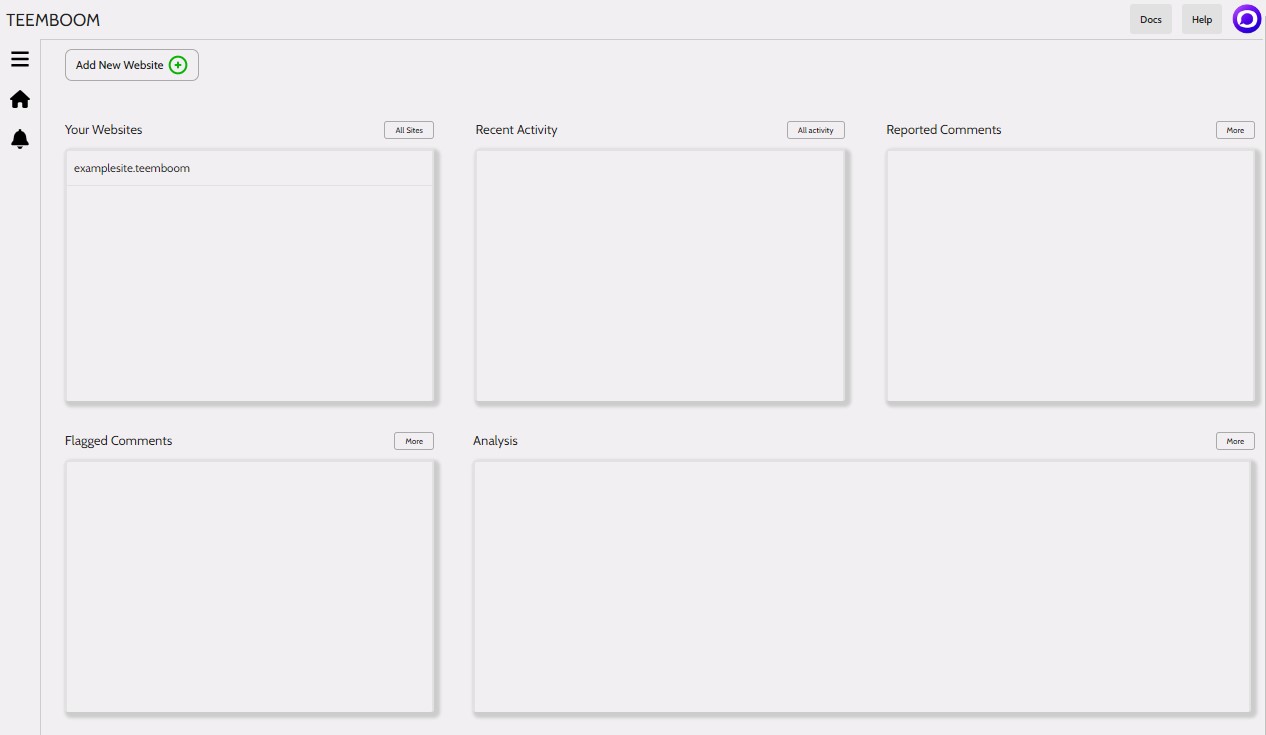 TEEMBOOM
Docs
Help
Add New Website
Your Websites
All Sites
Recent Activity
All activity
Reported Comments
More
examplesite.teemboom
Flagged Comments
More
Analysis
More